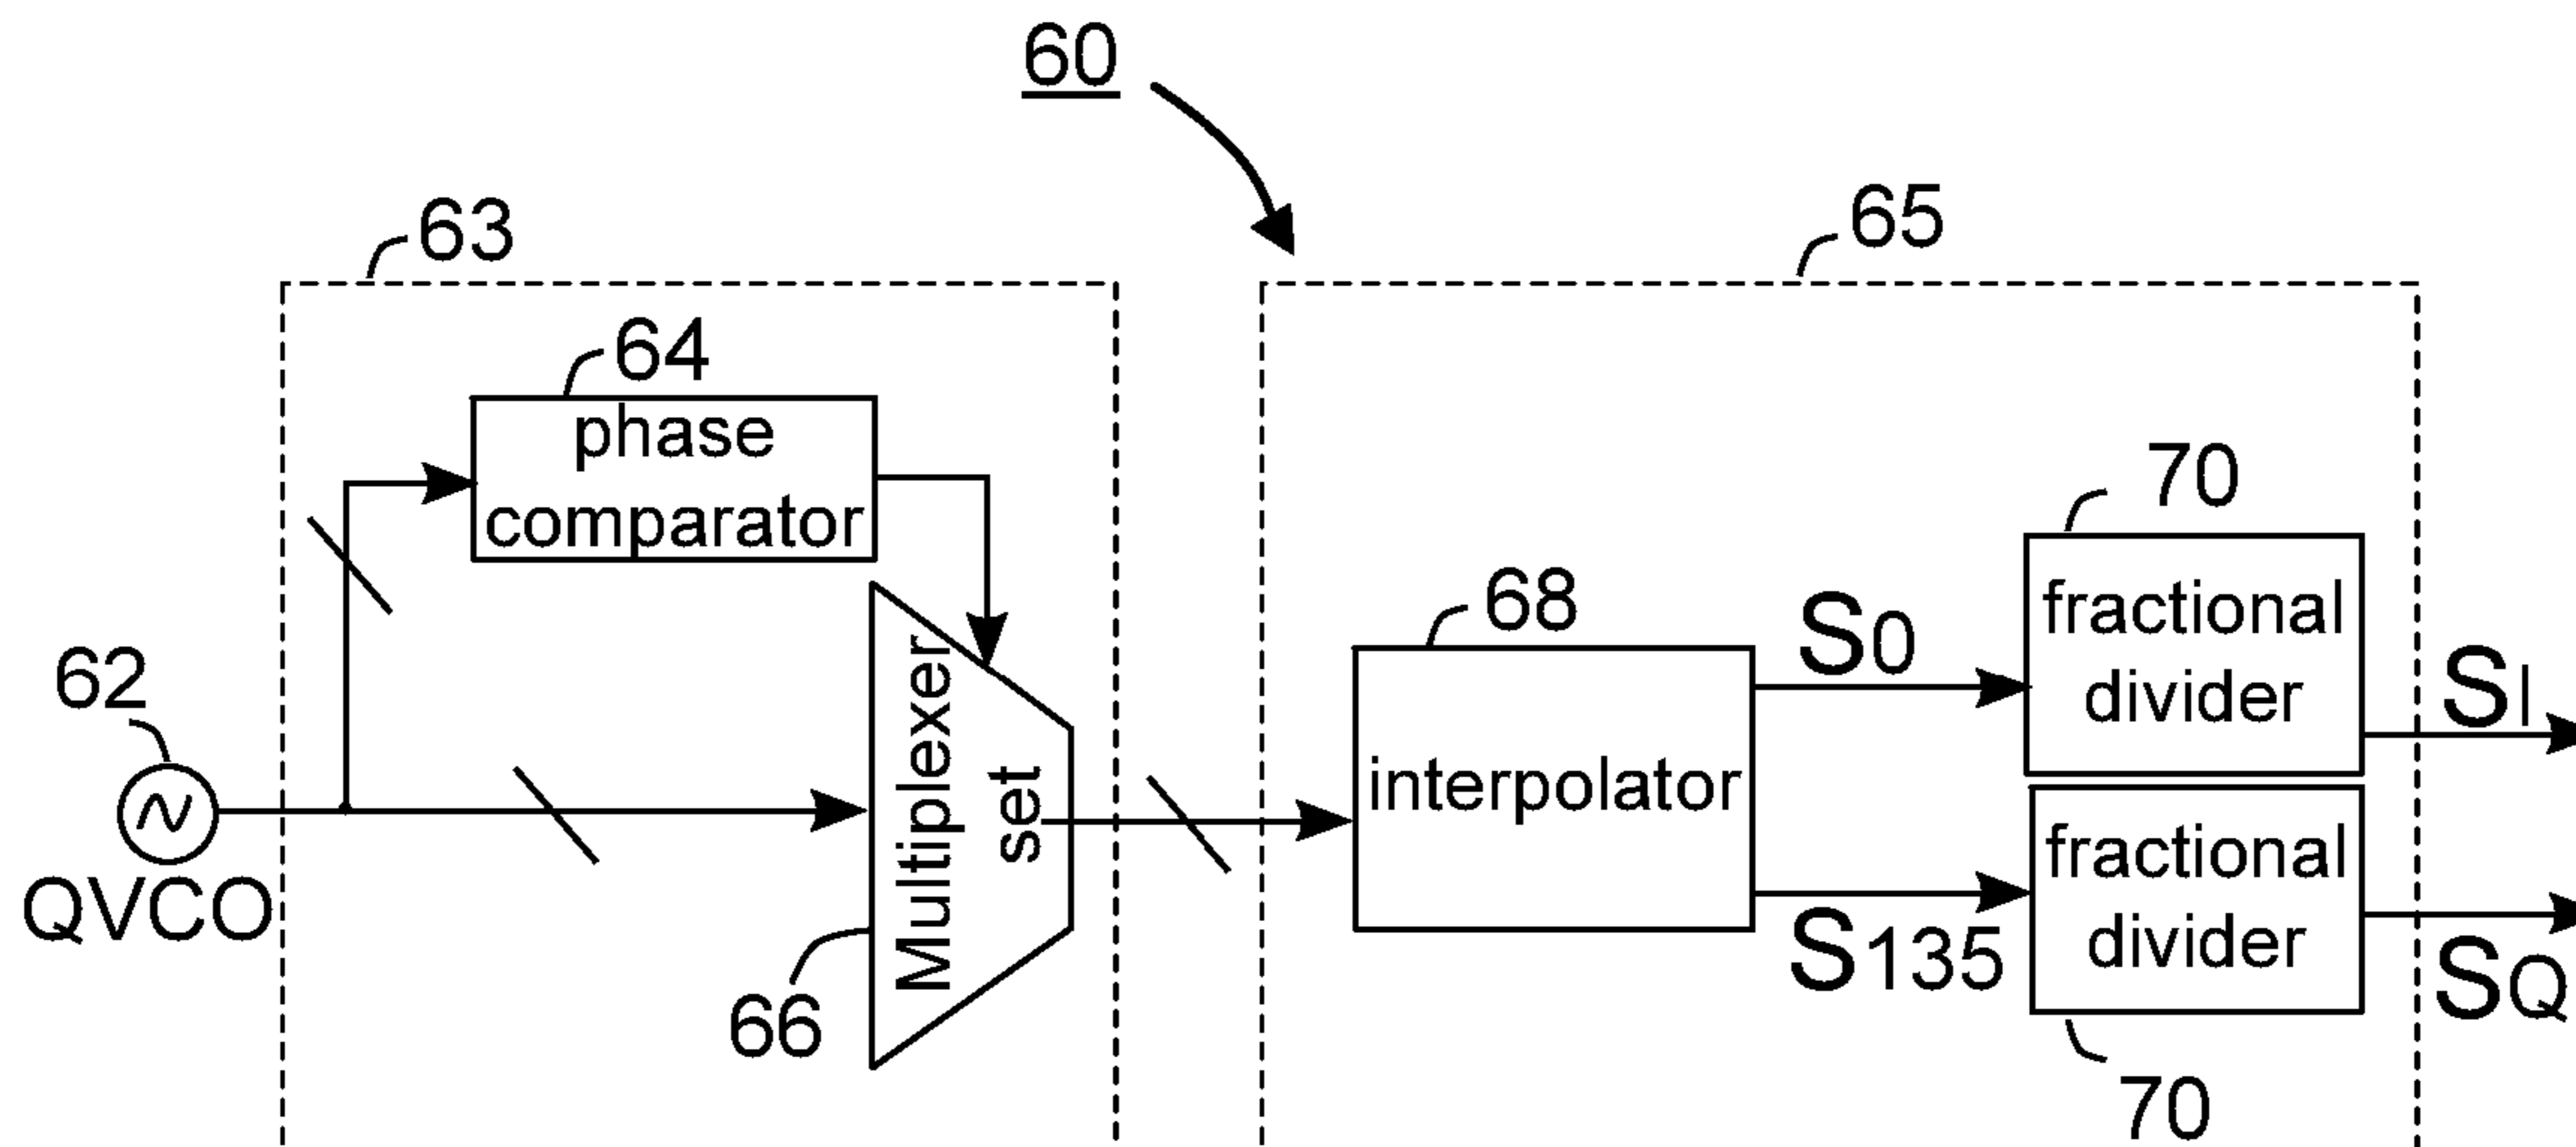 60
63
65
64
phase
comparator
70
fractional
divider
68
S0
SI
62
Multiplexer
set
interpolator
fractional
divider
QVCO
S135
SQ
66
70